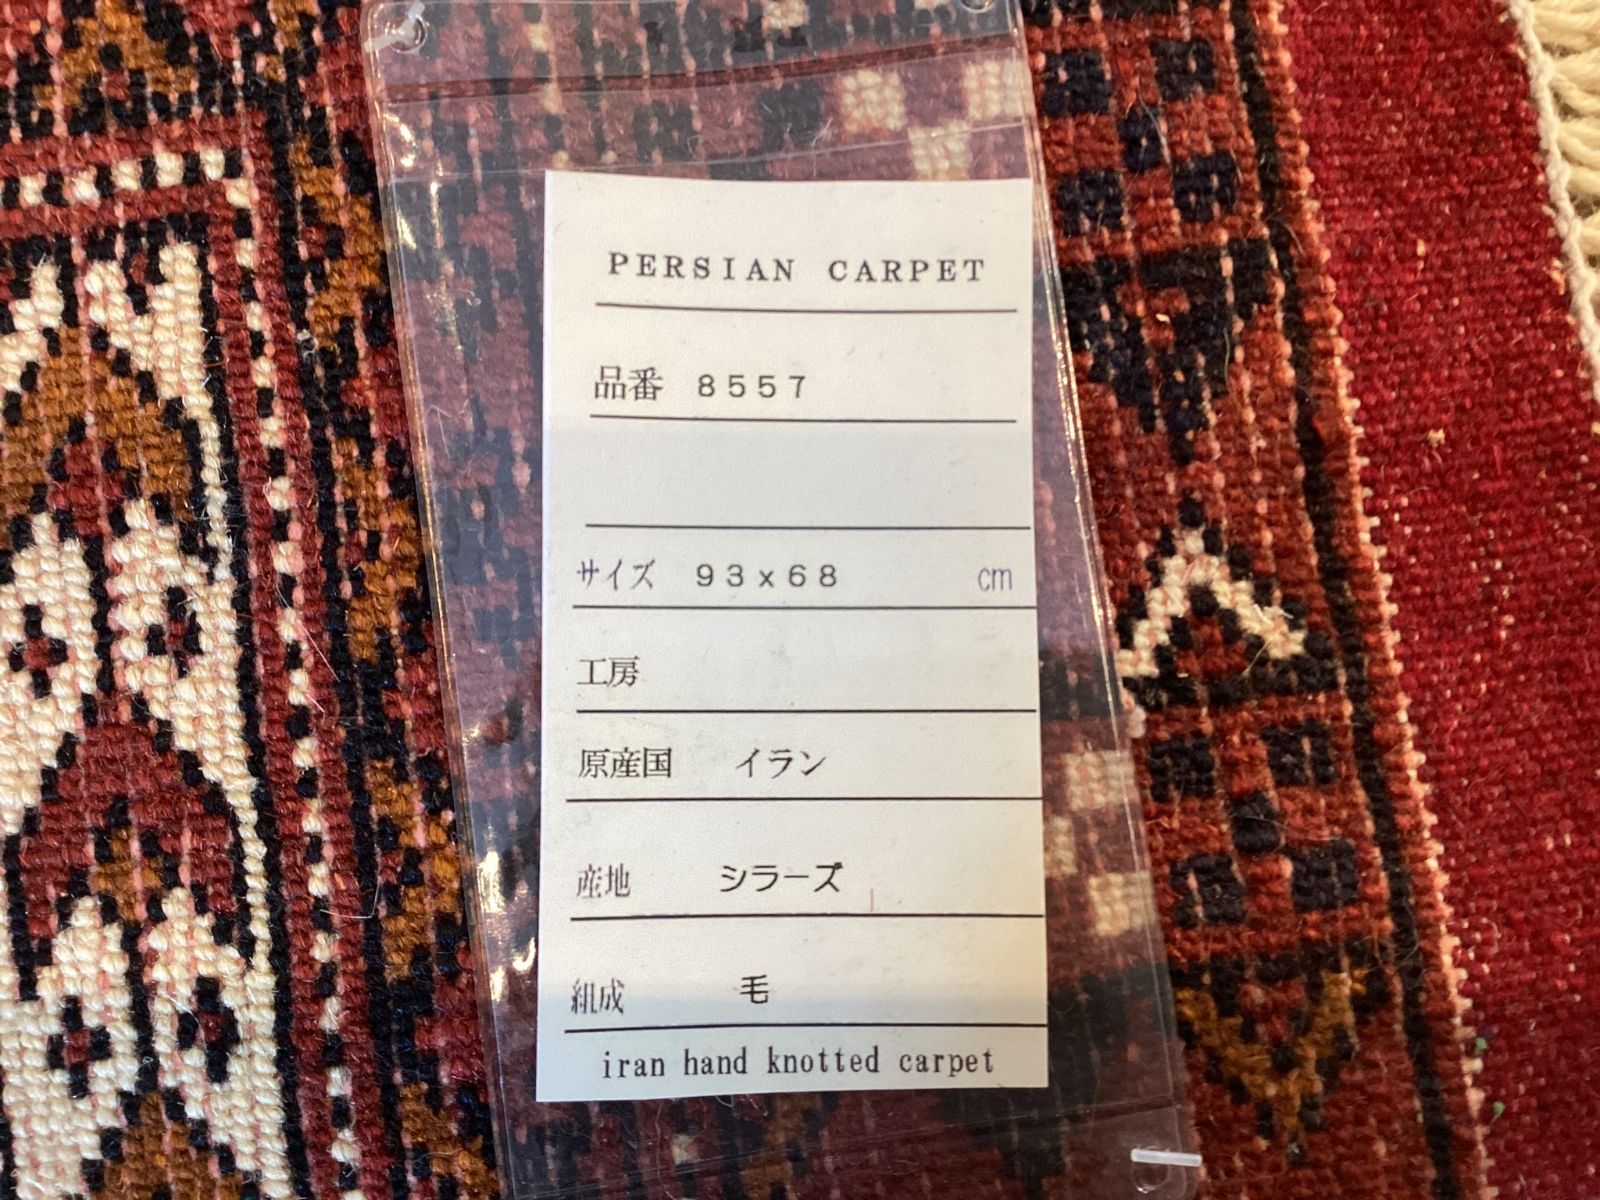 PERSIAN CARPET
品番 8557
サイズ 93x68 cm
工房
原産国 イラン
産地 シラーズ
組成 毛
iran hand knotted carpet